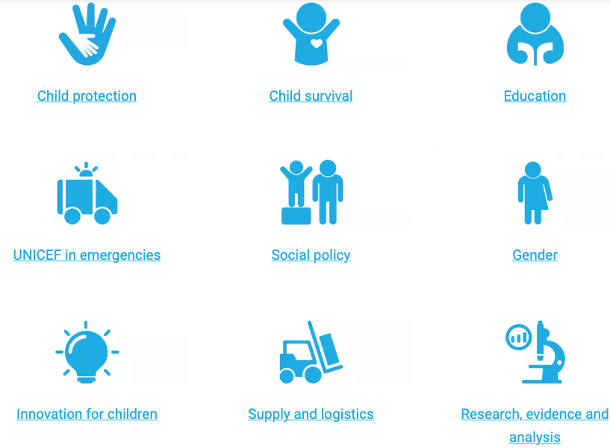 Child protection
Child survival
Education
UNICEF in emergencies
Social policy
Gender
Innovation for children
Supply and logistics
Research, evidence and
analysis